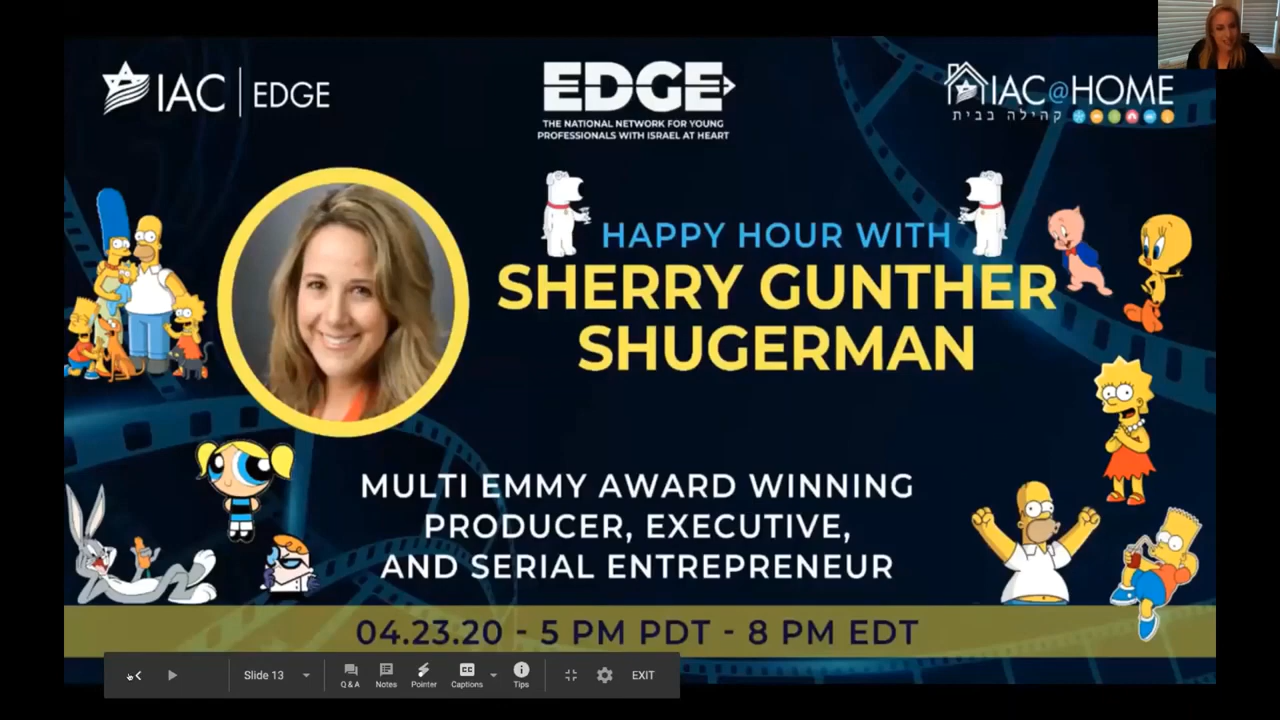 IAC | EDGE
EDGE
THE NATIONAL NETWORK FOR YOUNG
PROFESSIONALS WITH ISRAEL AT HEART
IAC@HOME
קהילה בבית
HAPPY HOUR WITH
SHERRY GUNTHER
SHUGERMAN
MULTI EMMY AWARD WINNING
PRODUCER, EXECUTIVE,
AND SERIAL ENTREPRENEUR
04.23.20 - 5 PM PDT - 8 PM EDT
Slide 13
Q & A
Notes
Pointer
CC
Captions
Tips
EXIT